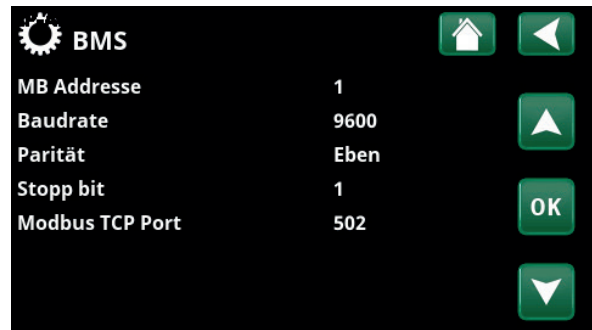 BMS
MB Addresse 1
Baudrate 9600
Parität Eben
Stopp bit 1
OK
Modbus TCP Port 502